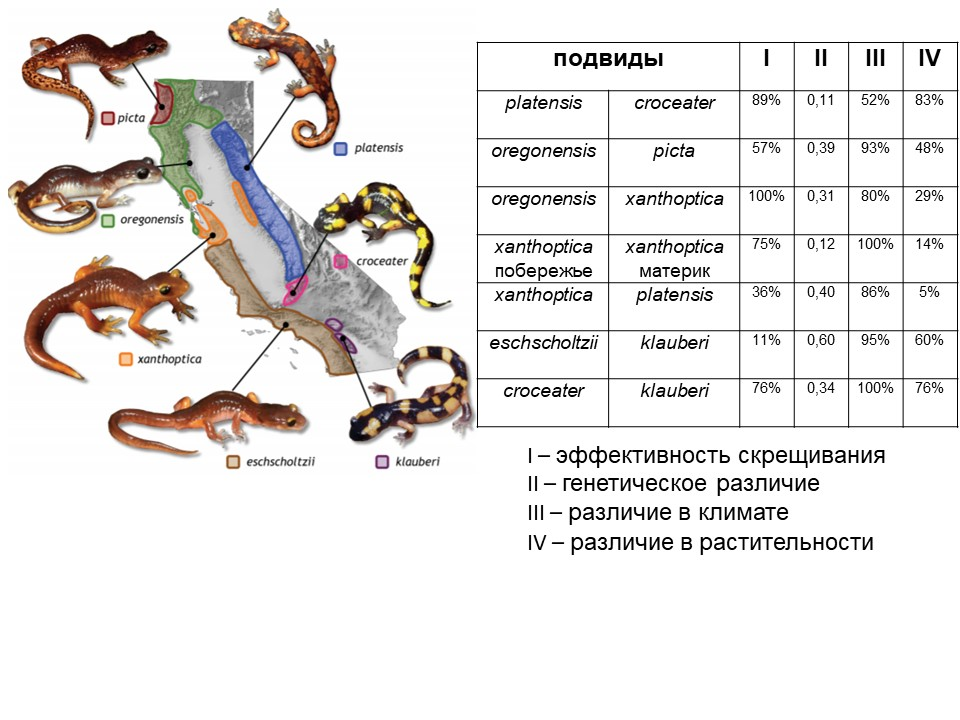 picta
platensis
oregonensis
croceater
xanthoptica
eschscholtzii
klauberi
подвиды I II III IV
platensis croceater 89% 0,11 52% 83%
oregonensis picta 57% 0,39 93% 48%
oregonensis xanthoptica 100% 0,31 80% 29%
xanthoptica xanthoptica 75% 0,12 100% 14%
побережье материк
xanthoptica platensis 36% 0,40 86% 5%
eschscholtzii klauberi 11% 0,60 95% 60%
croceater klauberi 76% 0,34 100% 76%
I – эффективность скрещивания
II – генетическое различие
III – различие в климате
IV – различие в растительности